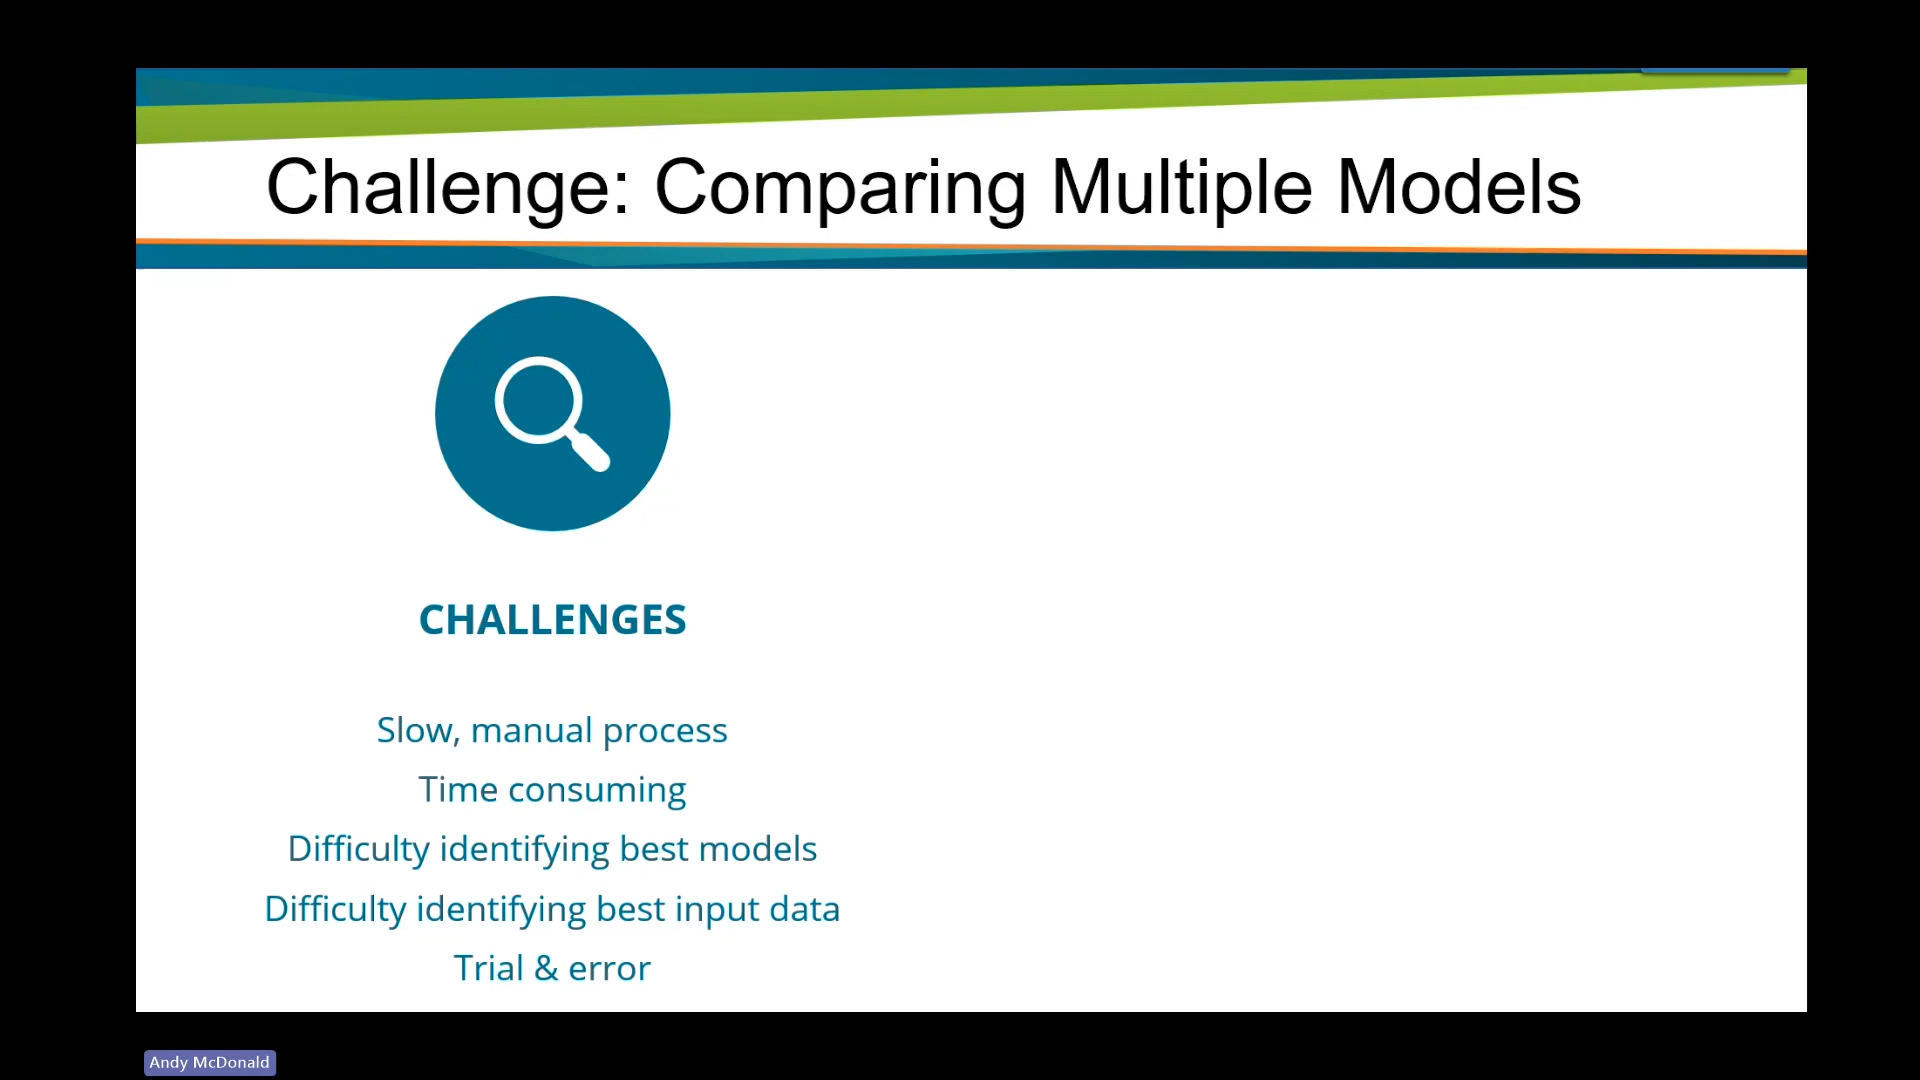 Challenge: Comparing Multiple Models
CHALLENGES
Slow, manual process
Time consuming
Difficulty identifying best models
Difficulty identifying best input data
Trial & error
Andy McDonald